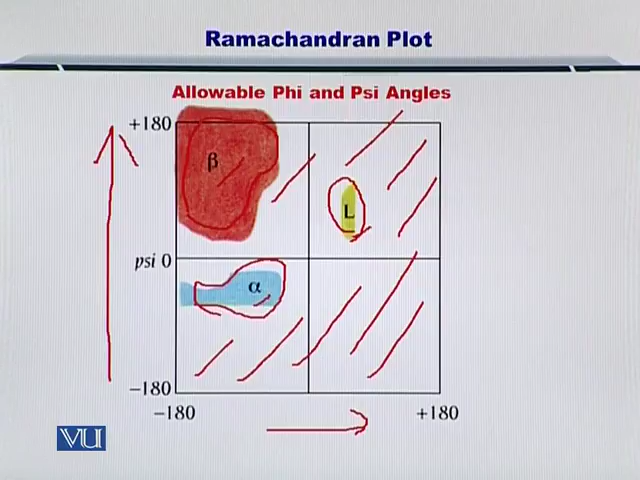 Ramachandran Plot
Allowable Phi and Psi Angles
+180
β
L
psi 0
α
−180
−180
+180
VU